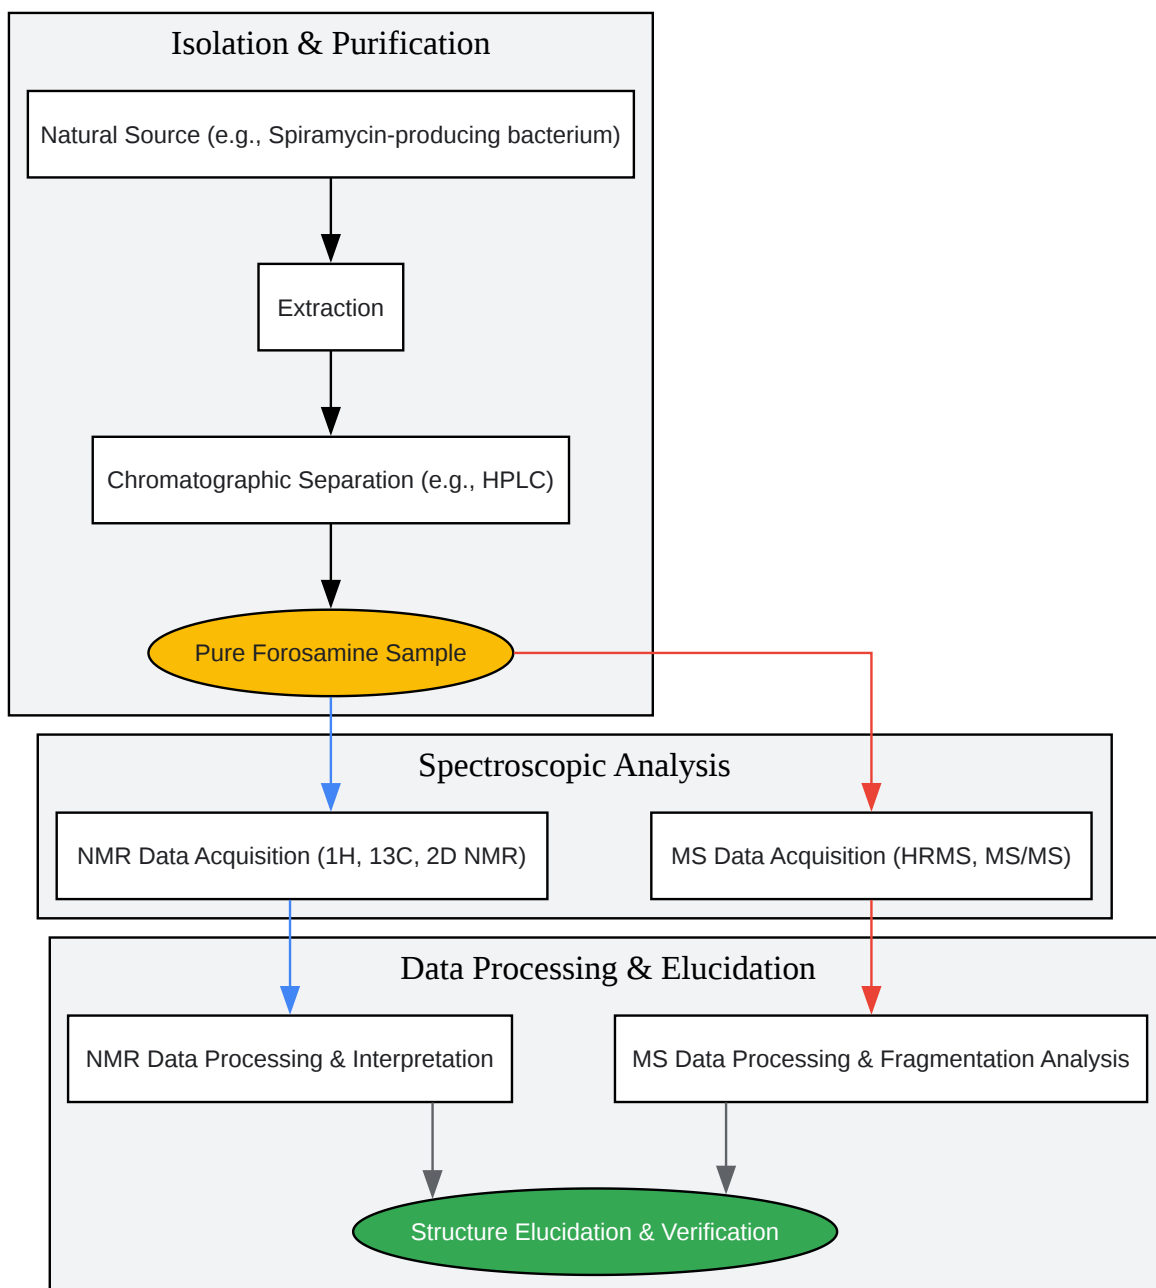 Isolation & Purification
Natural Source (e.g., Spiramycin-producing bacterium)
Extraction
Chromatographic Separation (e.g., HPLC)
Pure Forosamine Sample
Spectroscopic Analysis
NMR Data Acquisition (1H, 13C, 2D NMR)
MS Data Acquisition (HRMS, MS/MS)
Data Processing & Elucidation
NMR Data Processing & Interpretation
MS Data Processing & Fragmentation Analysis
Structure Elucidation & Verification